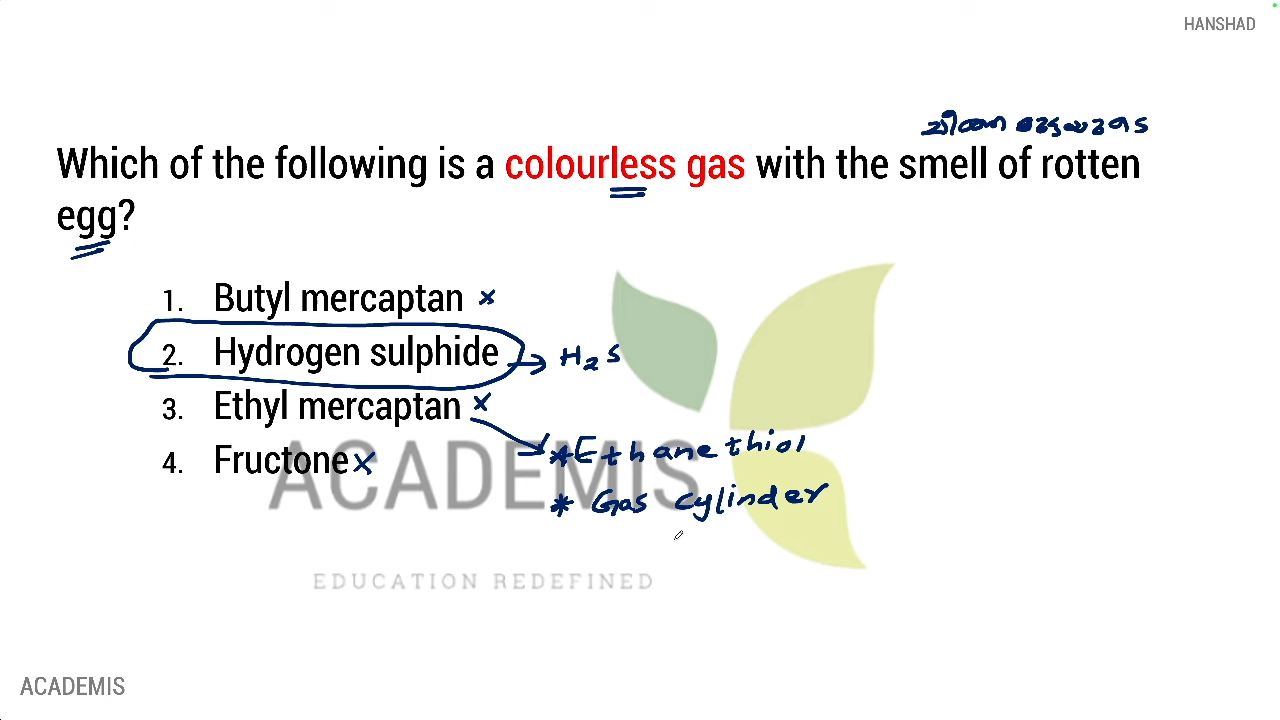 HANSHAD
Which of the following is a colourless gas with the smell of rotten
egg?
1. Butyl mercaptan ×
2. Hydrogen sulphide → H₂S
3. Ethyl mercaptan ×
* Ethanethiol
4. Fructone ×
* Gas cylinder
ACADEMIS
EDUCATION REDEFINED
ACADEMIS